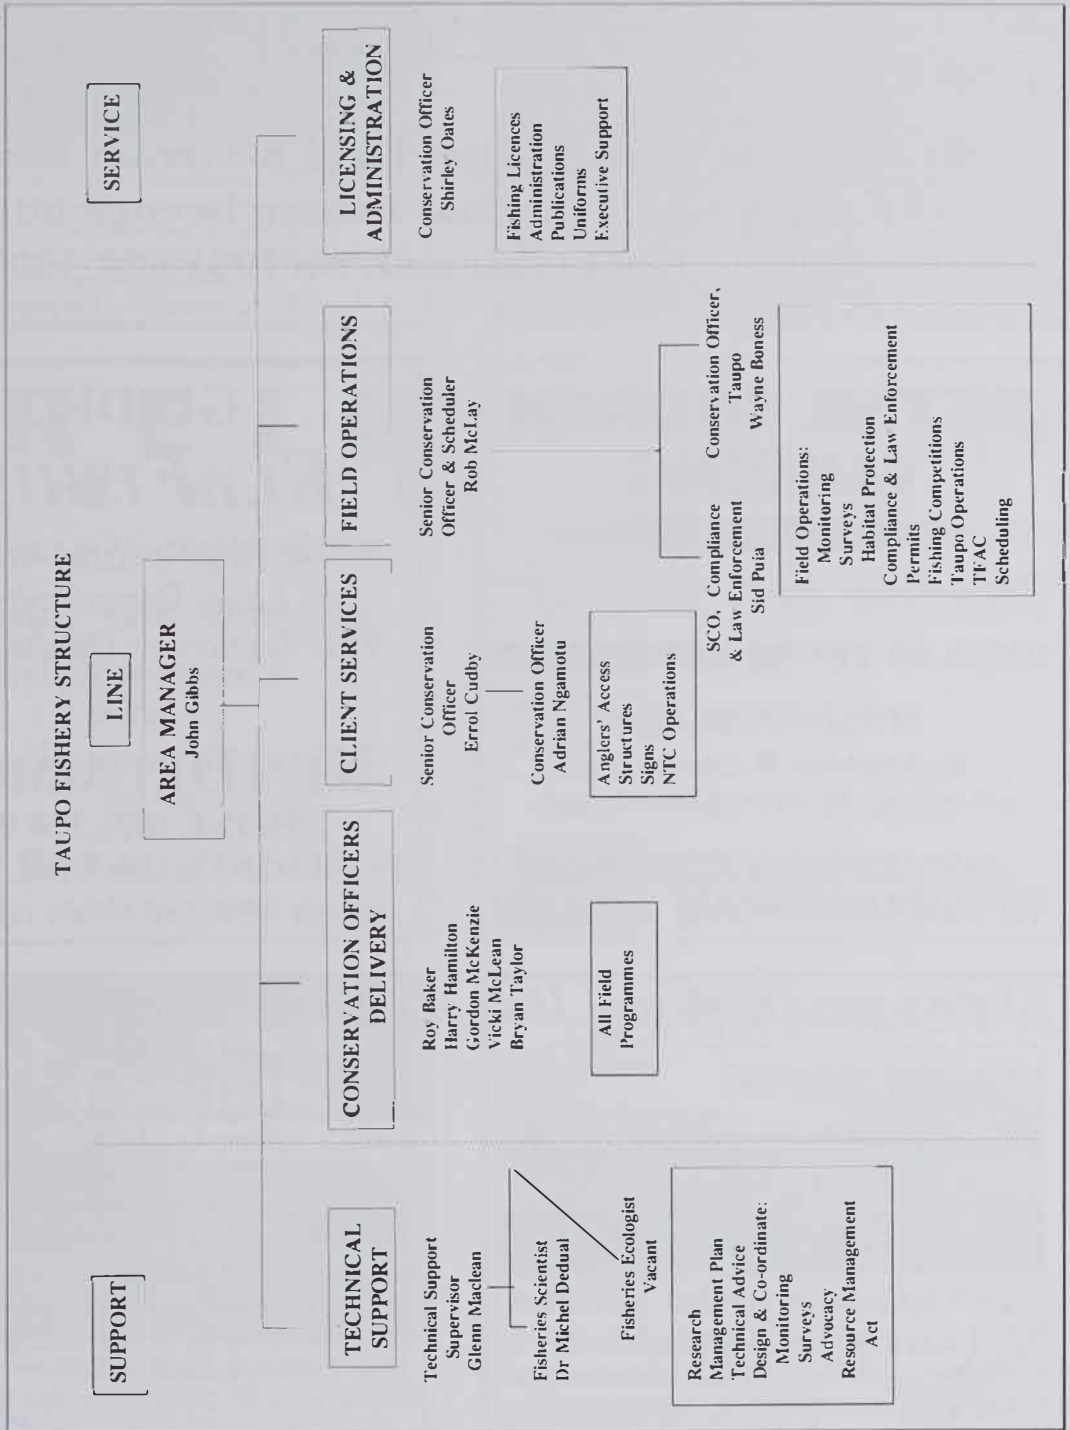 TAUPO FISHERY STRUCTURE
SUPPORT
LINE
SERVICE
AREA MANAGER
John Gibbs
TECHNICAL
SUPPORT
Technical Support
Supervisor
Glenn Maclean
Fisheries Scientist
Dr Michel Dedual
Fisheries Ecologist
Vacant
Research
Management Plan
Technical Advice
Design & Co-ordinate:
Monitoring
Surveys
Advocacy
Resource Management
Act
CONSERVATION OFFICERS
DELIVERY
Roy Baker
Harry Hamilton
Gordon McKenzie
Vicki McLean
Bryan Taylor
All Field
Programmes
CLIENT SERVICES
Senior Conservation
Officer
Errol Cudby
Conservation Officer
Adrian Ngamotu
Anglers' Access
Structures
Signs
NTC Operations
FIELD OPERATIONS
Senior Conservation
Officer & Scheduler
Rob McLay
SCO, Compliance
& Law Enforcement
Sid Puia
Conservation Officer,
Taupo
Wayne Boness
Field Operations:
Monitoring
Surveys
Habitat Protection
Compliance & Law Enforcement
Permits
Fishing Competitions
Taupo Operations
TFAC
Scheduling
LICENSING &
ADMINISTRATION
Conservation Officer
Shirley Oates
Fishing Licences
Administration
Publications
Uniforms
Executive Support